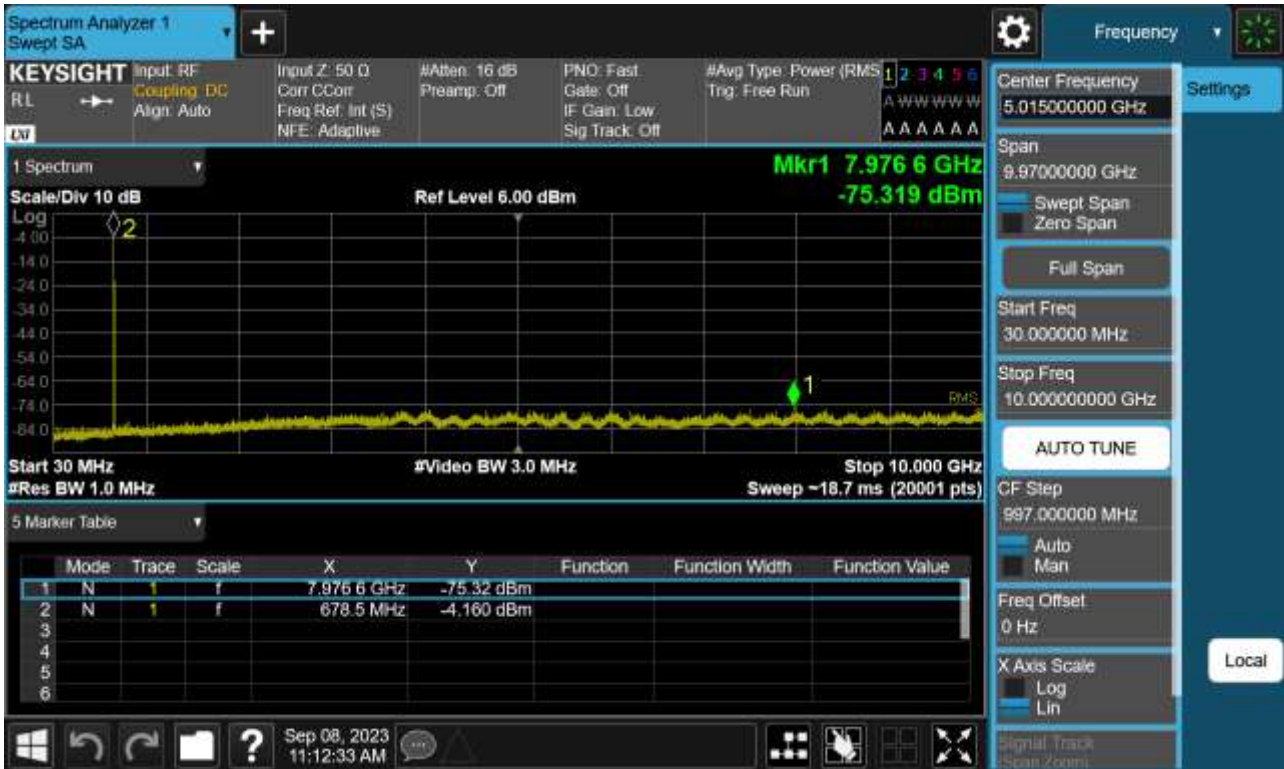 Spectrum Analyzer 1
Swept SA
+
Frequency
KEYSIGHT
RL
LXI
Input: RF
Coupling: DC
Align: Auto
Input Z: 50 Ω
Corr CCorr
Freq Ref: Int (S)
NFE: Adaptive
#Atten: 16 dB
Preamp: Off
PNO: Fast
Gate: Off
IF Gain: Low
Sig Track: Off
#Avg Type: Power (RMS
Trig: Free Run
1 2 3 4 5 6
A W W W W W
A A A A A A
1 Spectrum
Scale/Div 10 dB
Ref Level 6.00 dBm
Mkr1 7.976 6 GHz
-75.319 dBm
Log
-4.00
-14.0
-24.0
-34.0
-44.0
-54.0
-64.0
-74.0
-84.0
2
1
RMS
Start 30 MHz
#Video BW 3.0 MHz
Stop 10.000 GHz
#Res BW 1.0 MHz
Sweep ~18.7 ms (20001 pts)
5 Marker Table
Mode Trace Scale X Y Function Function Width Function Value
1 N 1 f 7.976 6 GHz -75.32 dBm
2 N 1 f 678.5 MHz -4.160 dBm
3
4
5
6
Sep 08, 2023
11:12:33 AM
?
Center Frequency
5.015000000 GHz
Span
9.97000000 GHz
Swept Span
Zero Span
Full Span
Start Freq
30.000000 MHz
Stop Freq
10.000000000 GHz
AUTO TUNE
CF Step
997.000000 MHz
Auto
Man
Freq Offset
0 Hz
X Axis Scale
Log
Lin
Signal Track
(Span Zoom)
Settings
Local